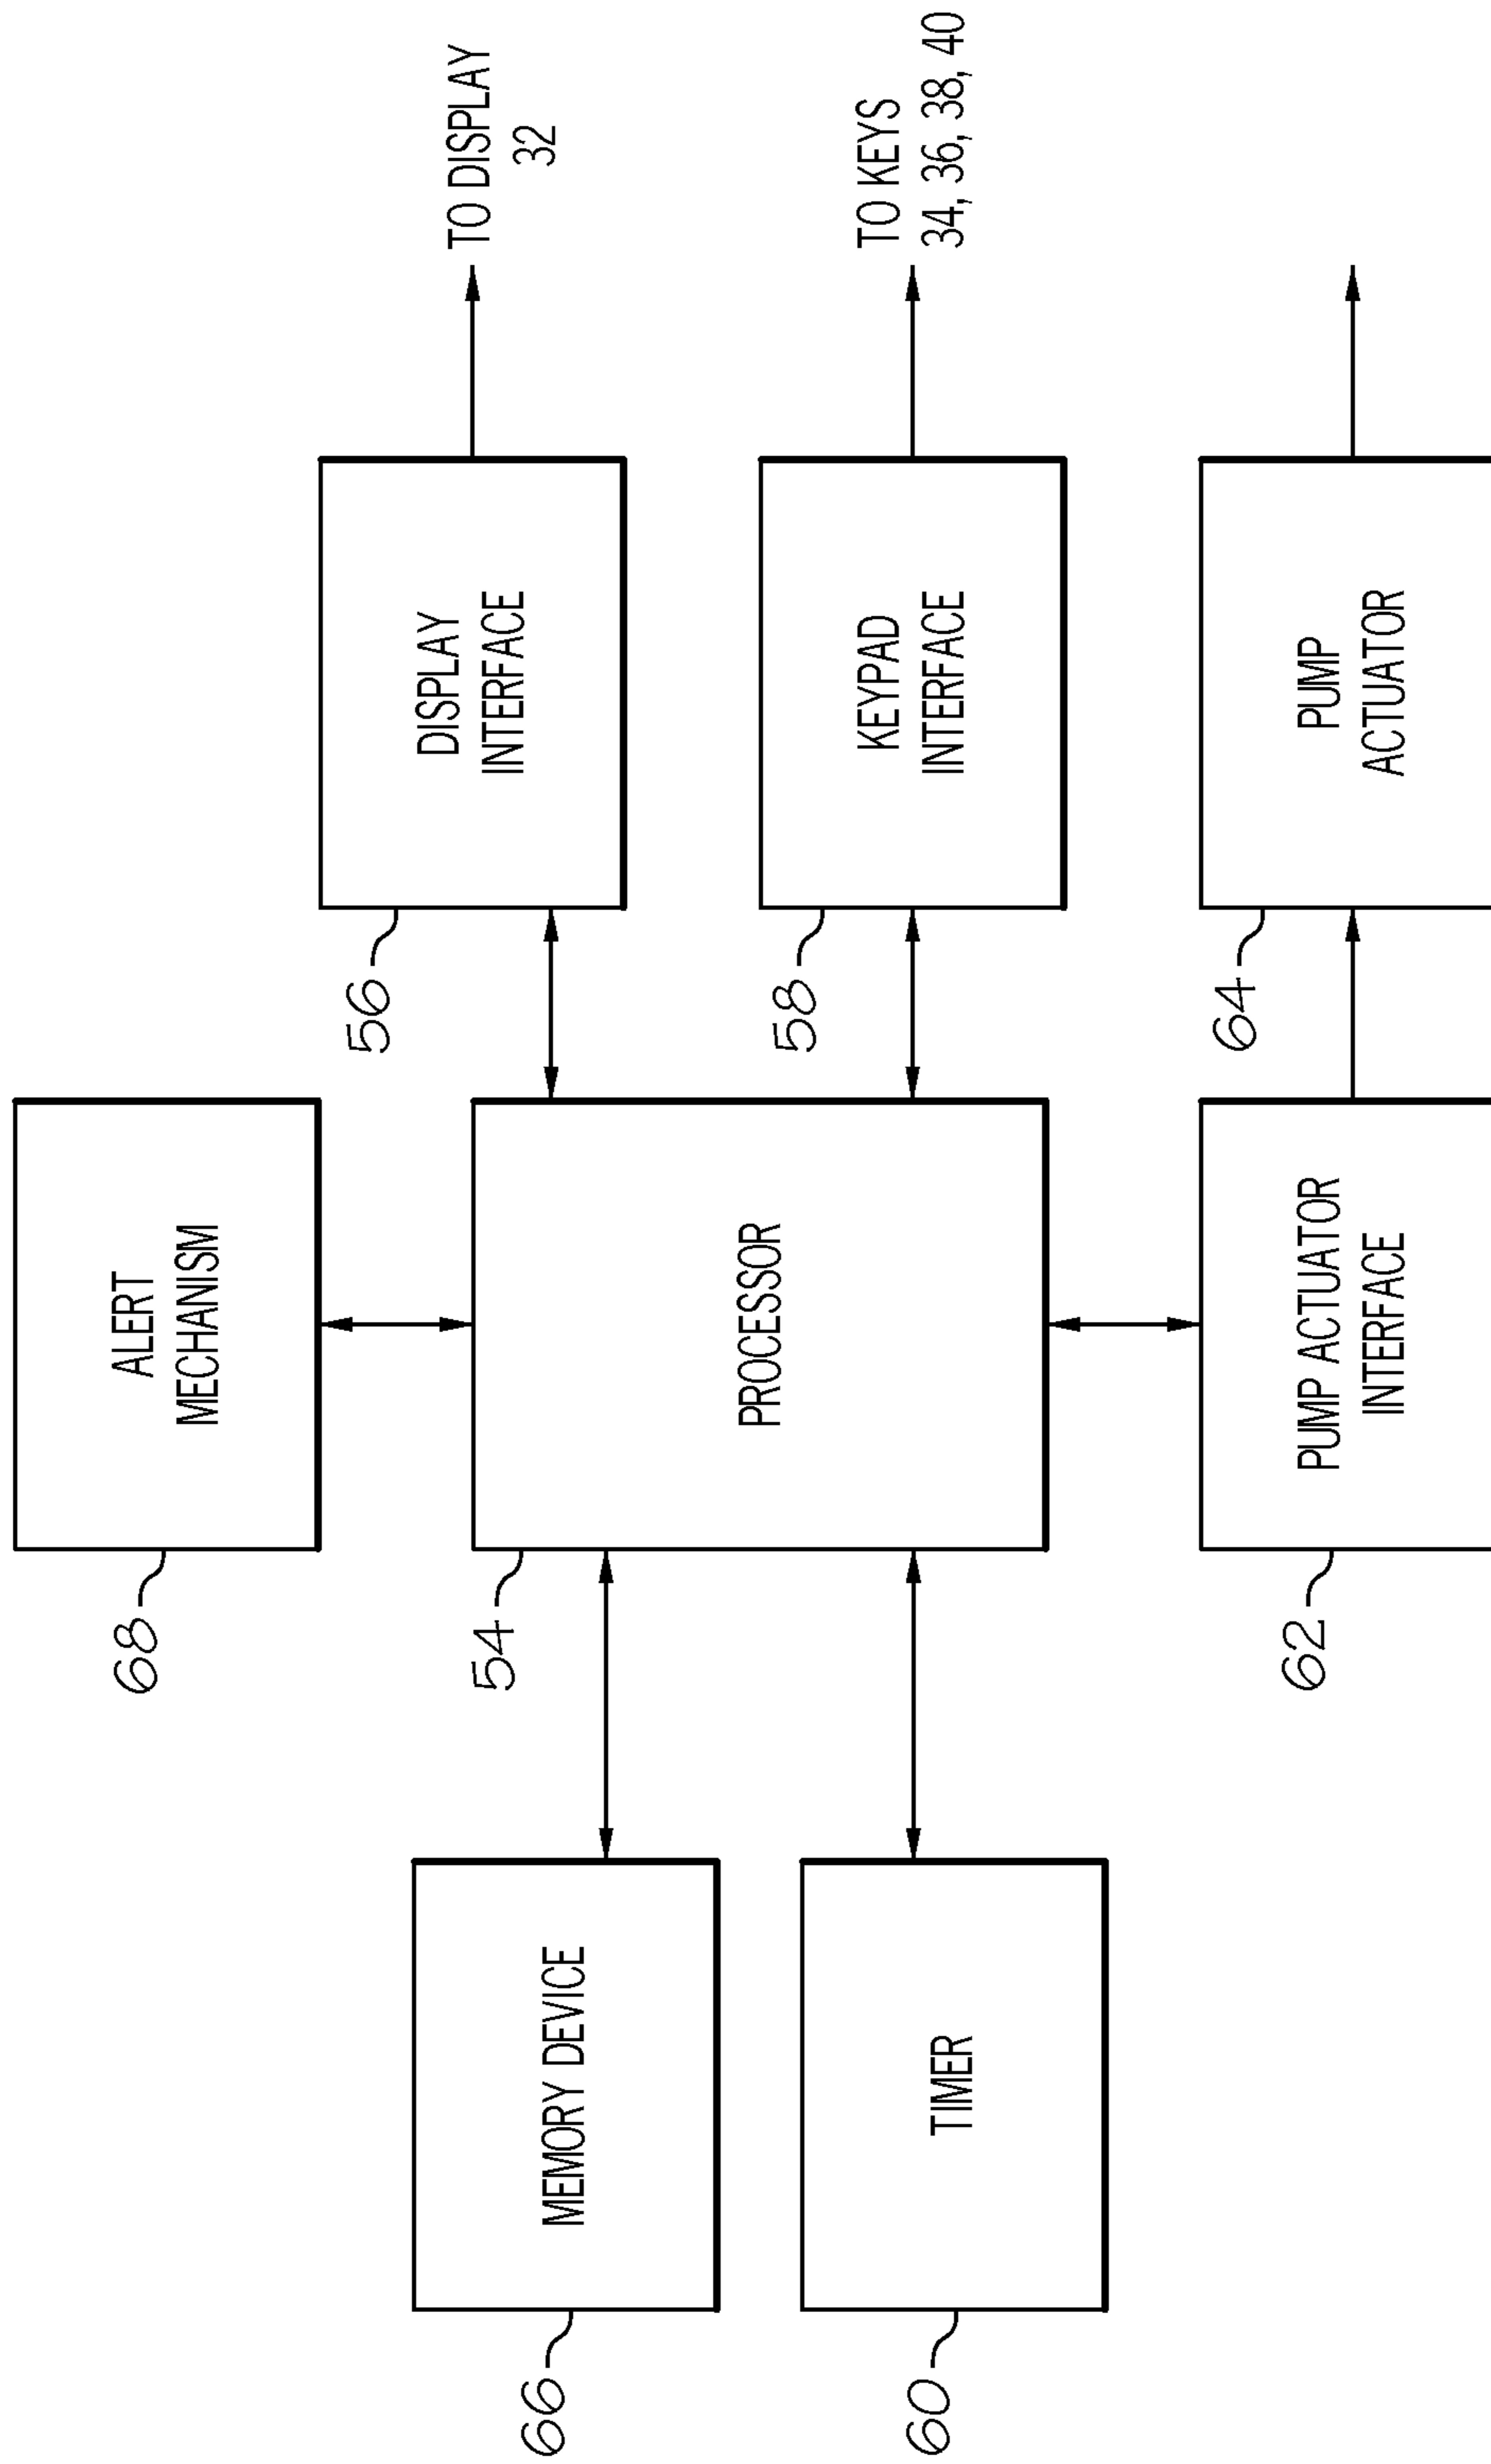 68
ALERT
MECHANISM
66
MEMORY DEVICE
54
PROCESSOR
56
DISPLAY
INTERFACE
TO DISPLAY
32
60
TIMER
58
KEYPAD
INTERFACE
TO KEYS
34, 36, 38, 40
62
PUMP ACTUATOR
INTERFACE
64
PUMP
ACTUATOR